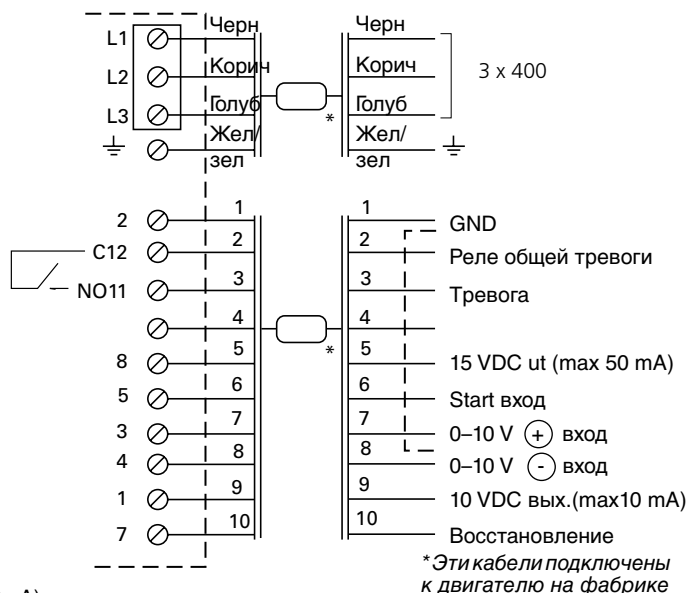 L1 Черн Черн
L2 Корич Корич 3 x 400
L3 Голуб * Голуб
Жел/ Жел/
зел зел
2 1 1 GND
C12 2 2 Реле общей тревоги
NO11 3 3 Тревога
4 4
8 5 * 5 15 VDC ut (max 50 mA)
5 6 6 Start вход
3 7 7 0–10 V + вход
4 8 8 0–10 V - вход
1 9 9 10 VDC вых.(max10 mA)
7 10 10 Восстановление
*Эти кабели подключены
к двигателю на фабрике
A)